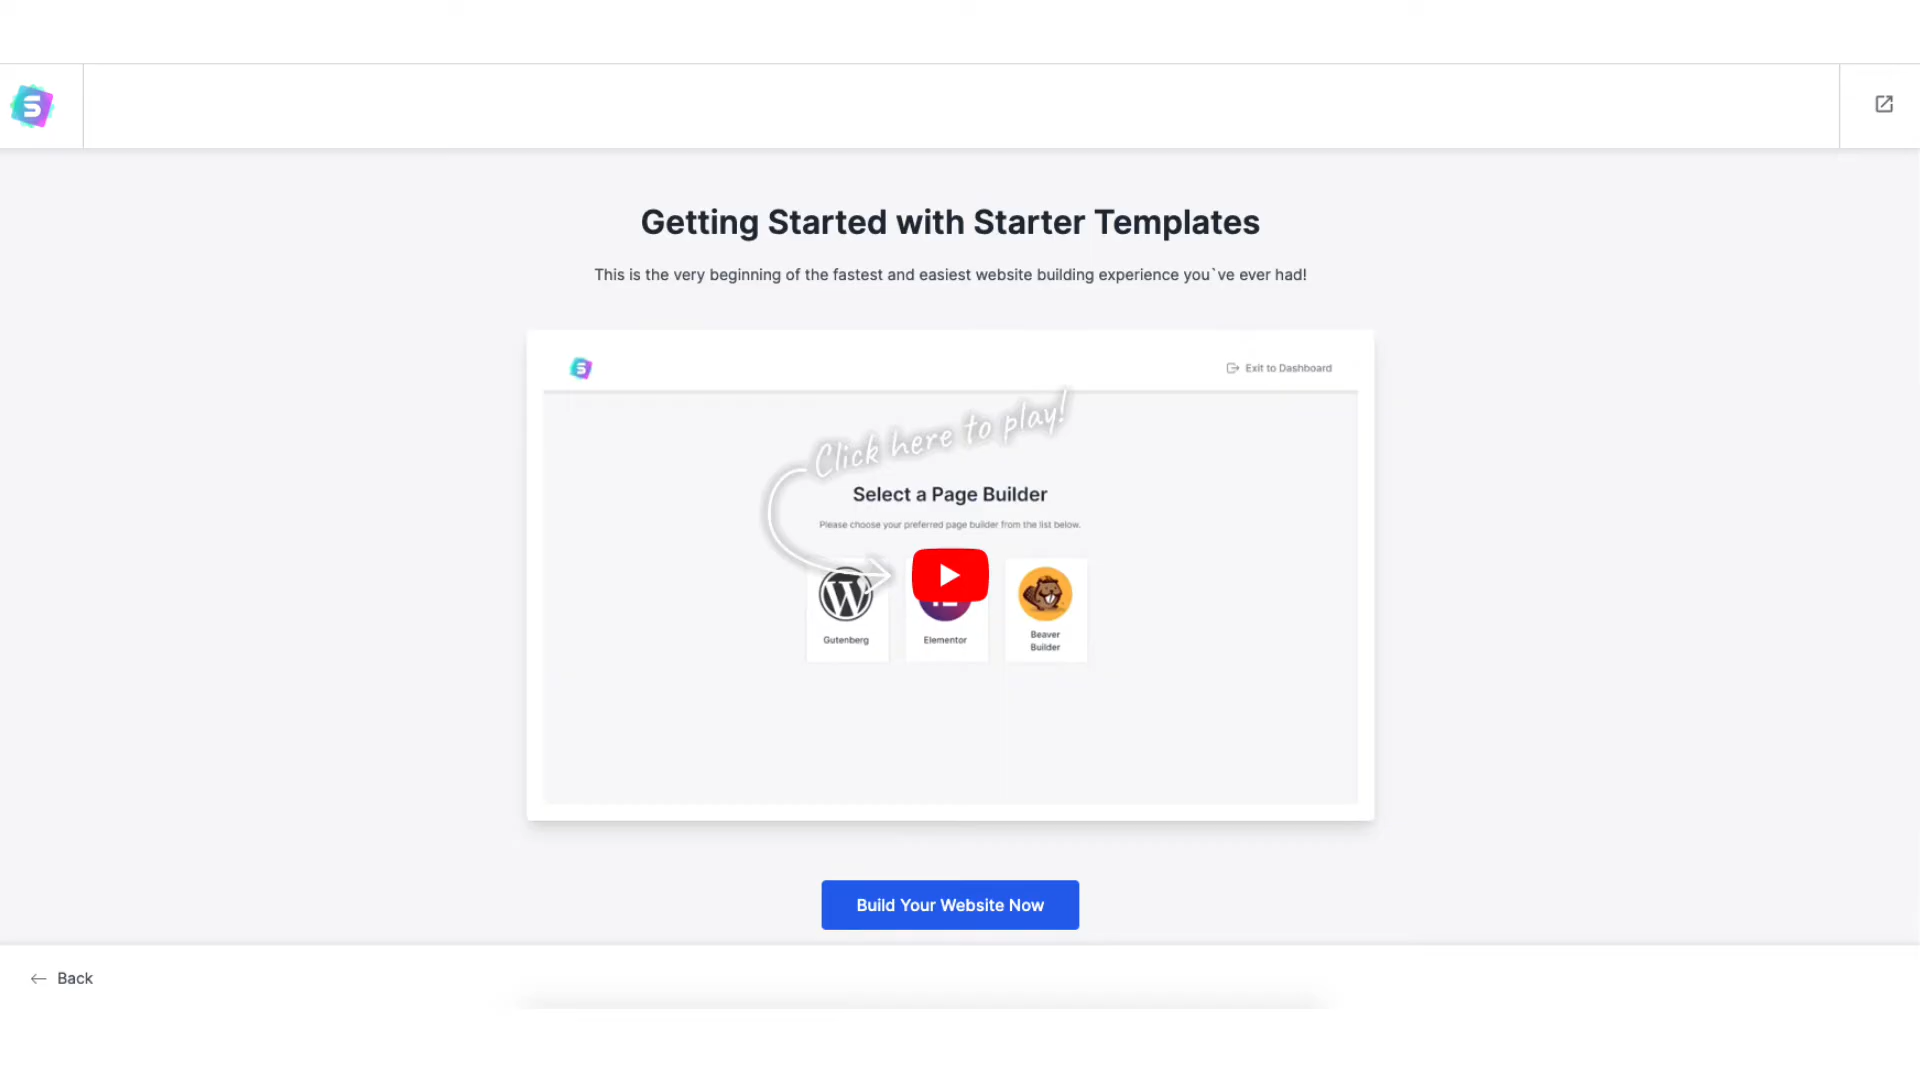 S
Getting Started with Starter Templates
This is the very beginning of the fastest and easiest website building experience you`ve ever had!
S
Exit to Dashboard
Click here to play!
Select a Page Builder
Please choose your preferred page builder from the list below.
W
Gutenberg
Elementor
Beaver
Builder
Build Your Website Now
Back